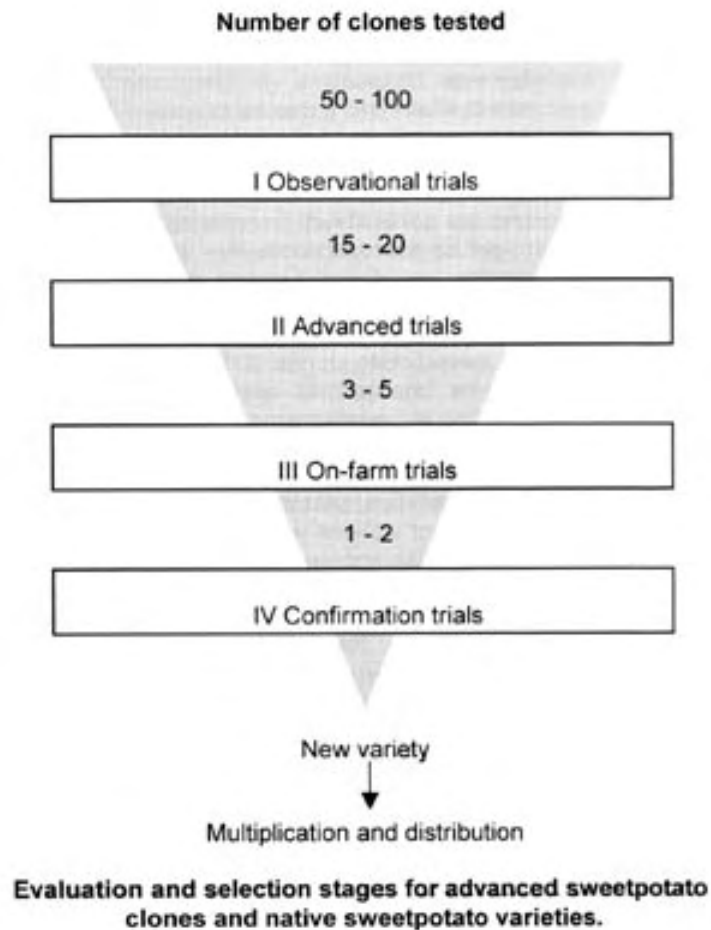 Number of clones tested
50 - 100
I Observational trials
15 - 20
II Advanced trials
3 - 5
III On-farm trials
1 - 2
IV Confirmation trials
New variety
Multiplication and distribution
Evaluation and selection stages for advanced sweetpotato
clones and native sweetpotato varieties.